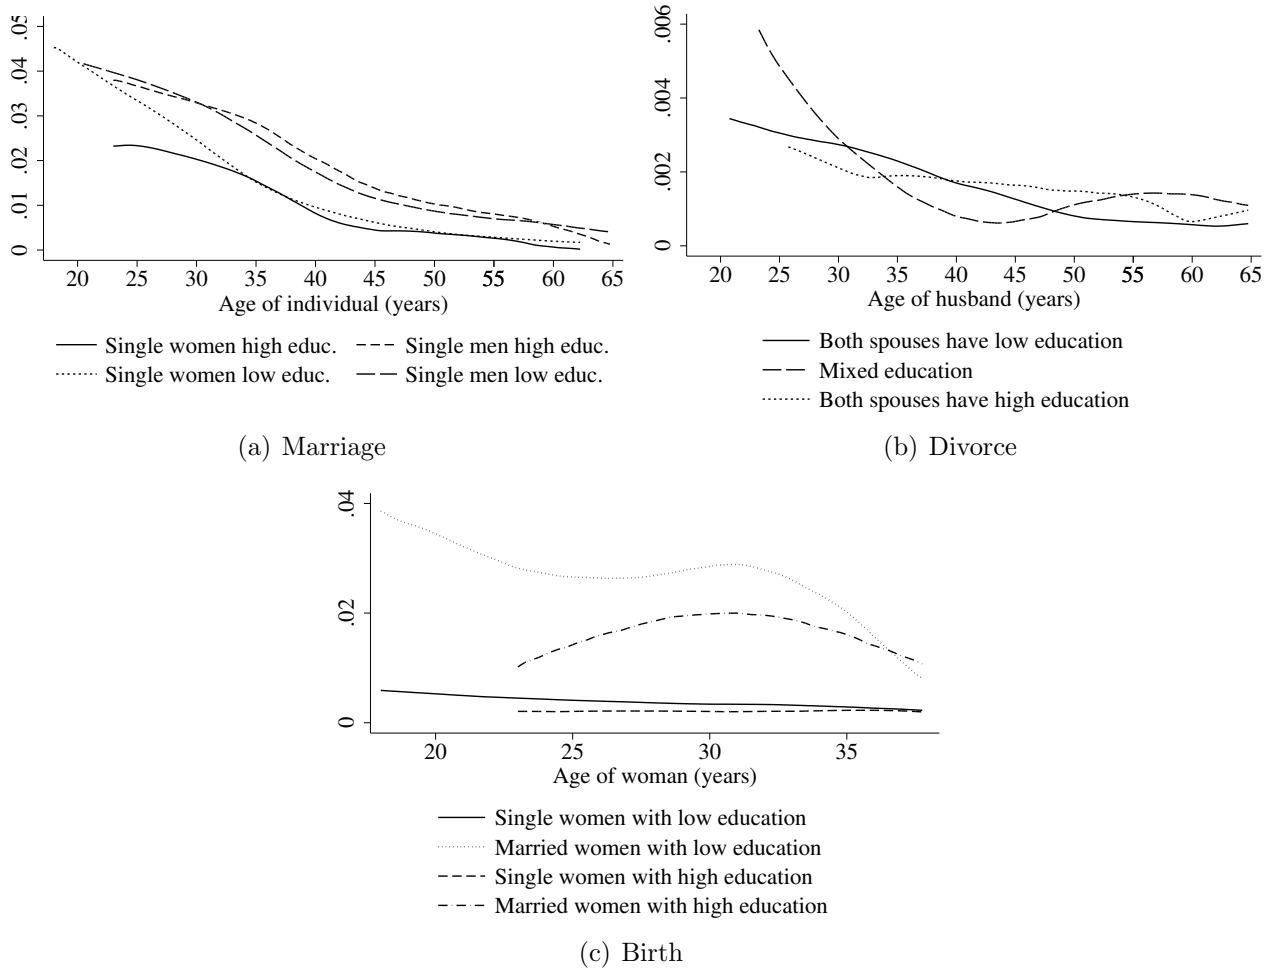 .05
.04
.03
.02
.01
0
20 25 30 35 40 45 50 55 60 65
Age of individual (years)
Single women high educ. Single men high educ.
Single women low educ. Single men low educ.
(a) Marriage
.006
.004
.002
0
20 25 30 35 40 45 50 55 60 65
Age of husband (years)
Both spouses have low education
Mixed education
Both spouses have high education
(b) Divorce
.04
.02
0
20 25 30 35
Age of woman (years)
Single women with low education
Married women with low education
Single women with high education
Married women with high education
(c) Birth